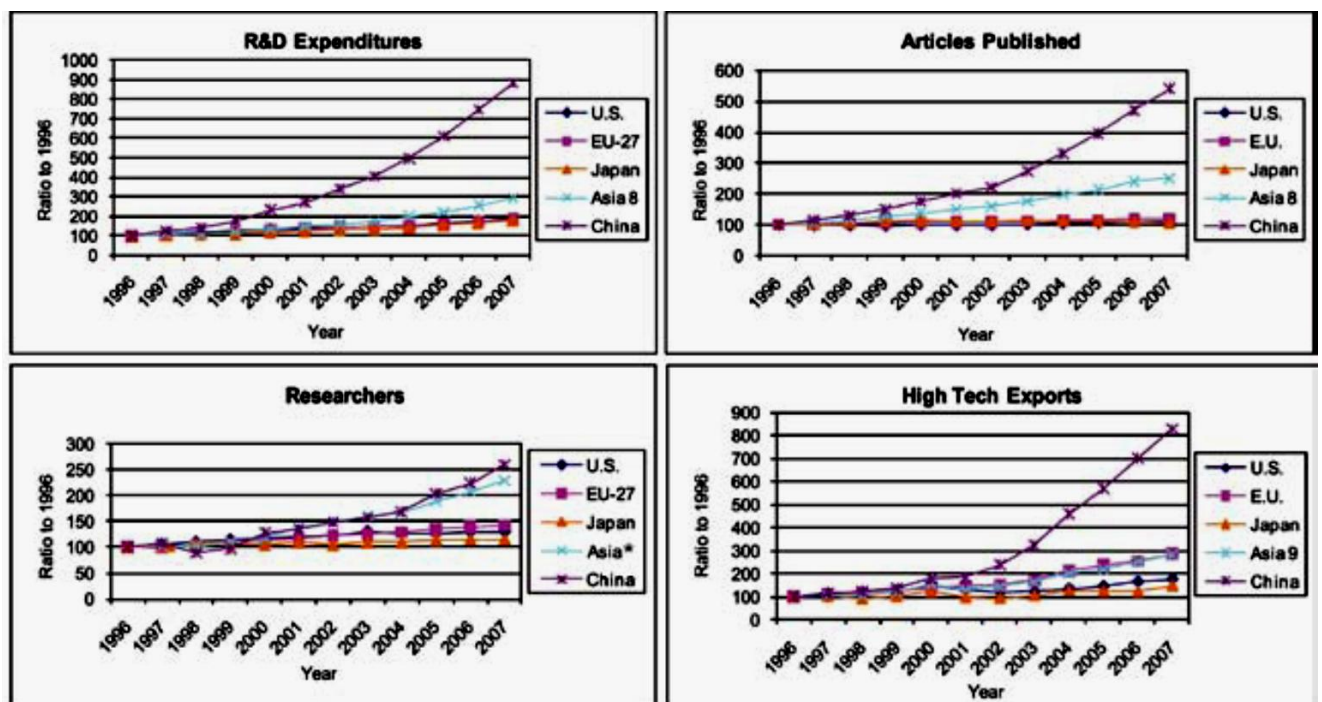 R&D Expenditures
1000
900
800
700
600
500
400
300
200
100
0
Ratio to 1996
1996 1997 1998 1999 2000 2001 2002 2003 2004 2005 2006 2007
Year
U.S.
EU-27
Japan
Asia 8
China
Articles Published
600
500
400
300
200
100
0
Ratio to 1996
1996 1997 1998 1999 2000 2001 2002 2003 2004 2005 2006 2007
Year
U.S.
E.U.
Japan
Asia 8
China
Researchers
300
250
200
150
100
50
0
Ratio to 1996
1996 1997 1998 1999 2000 2001 2002 2003 2004 2005 2006 2007
Year
U.S.
EU-27
Japan
Asia*
China
High Tech Exports
900
800
700
600
500
400
300
200
100
0
Ratio to 1996
1996 1997 1998 1999 2000 2001 2002 2003 2004 2005 2006 2007
Year
U.S.
E.U.
Japan
Asia 9
China